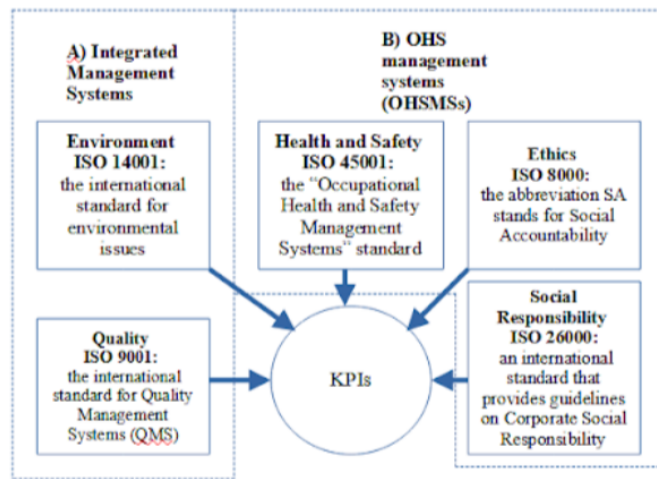 A) Integrated
Management
Systems
B) OHS
management
systems
(OHSMSs)
Environment
ISO 14001:
the international
standard for
environmental
issues
Health and Safety
ISO 45001:
the “Occupational
Health and Safety
Management
Systems“ standard
Ethics
ISO 8000:
the abbreviation SA
stands for Social
Accountability
Quality
ISO 9001:
the international
standard for Quality
Management
Systems (QMS)
KPIs
Social
Responsibility
ISO 26000:
an international
standard that
provides guidelines
on Corporate Social
Responsibility